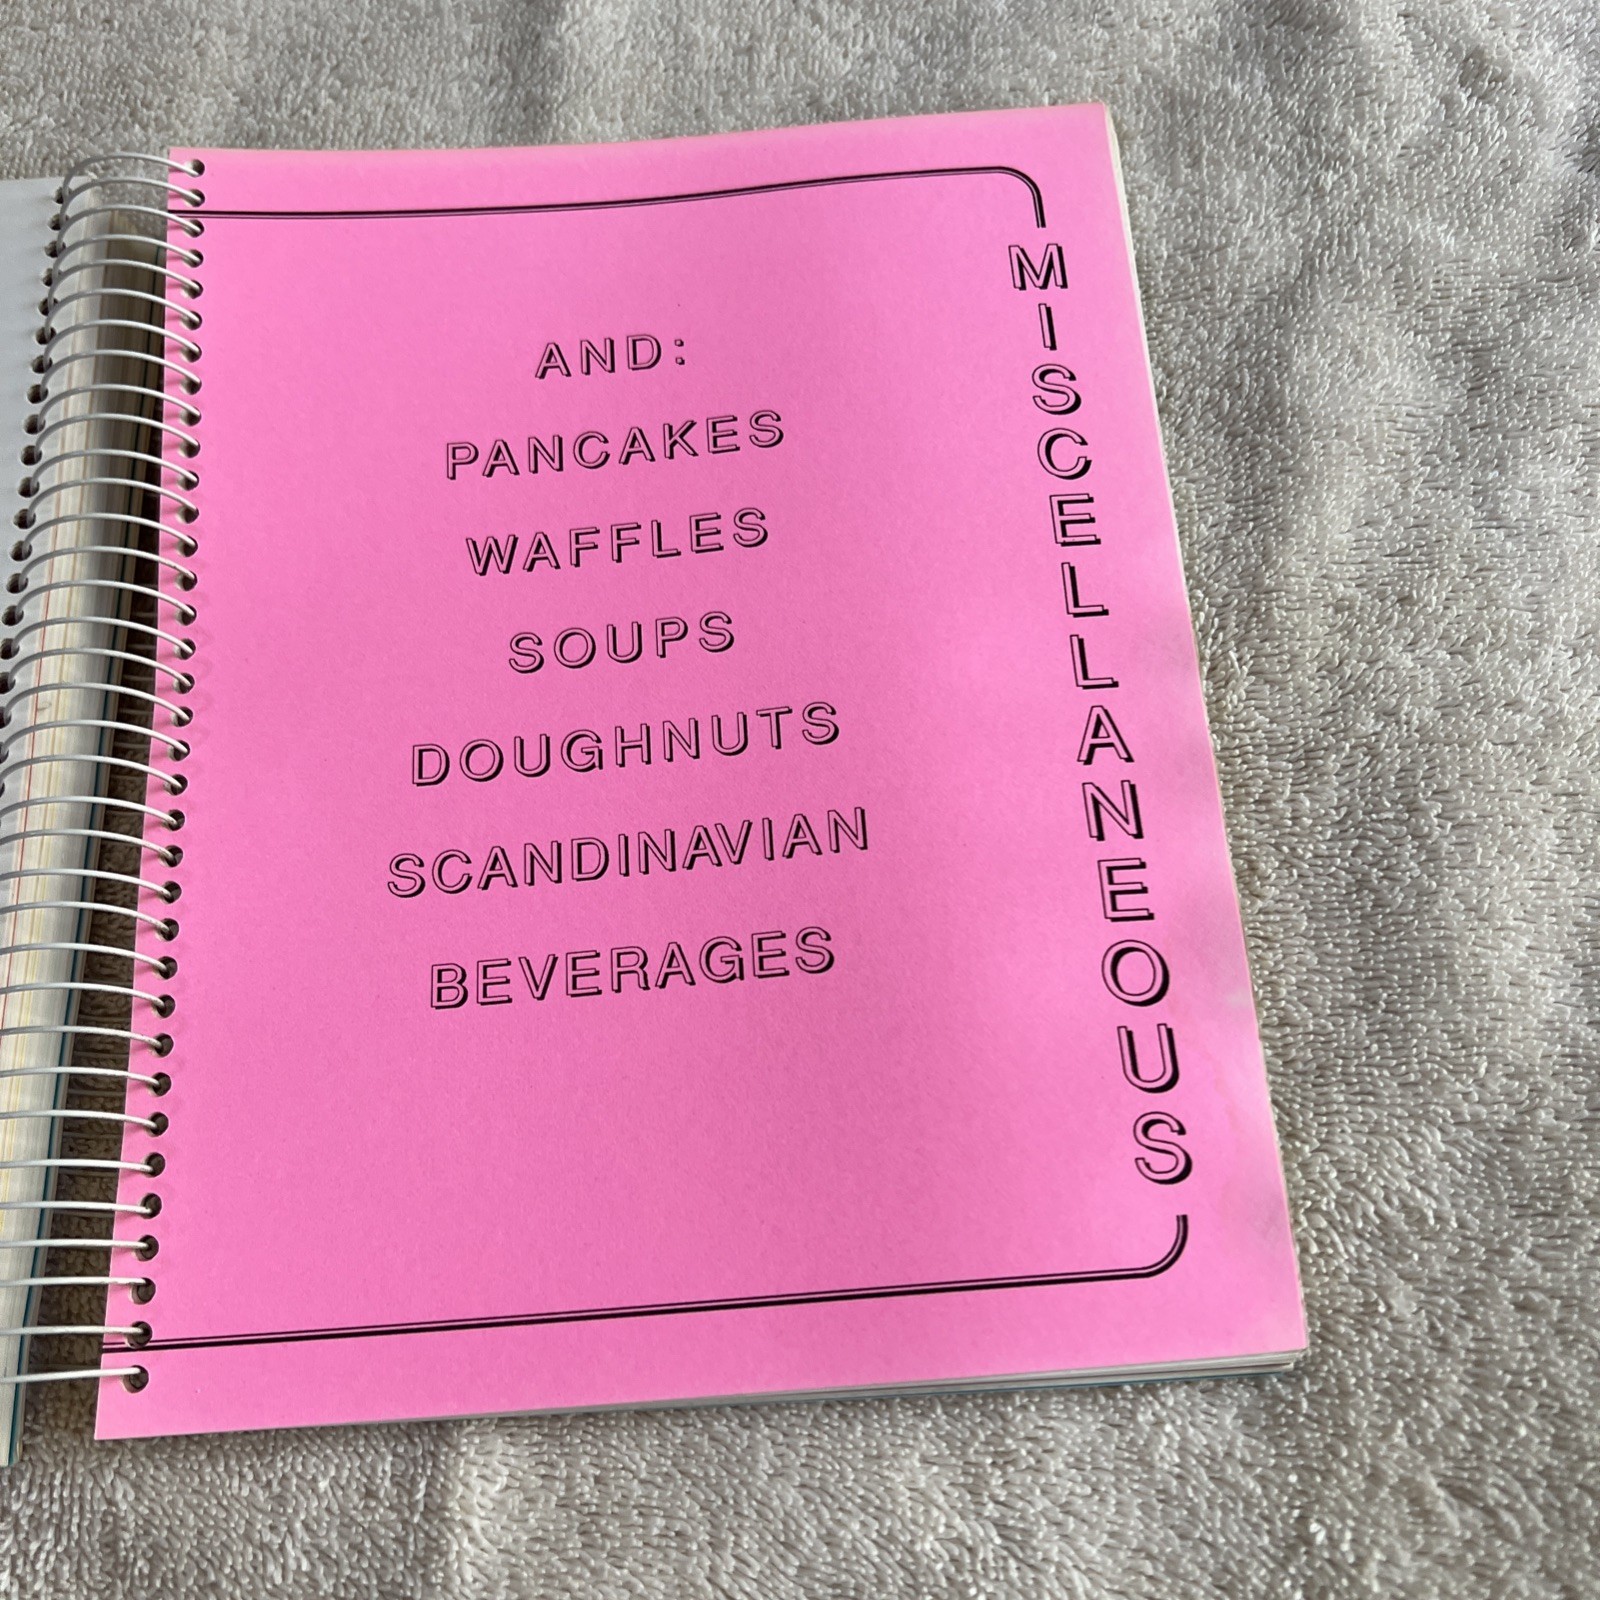 AND:
PANCAKES
WAFFLES
SOUPS
DOUGHNUTS
SCANDINAVIAN
BEVERAGES
MISCELLANEOUS